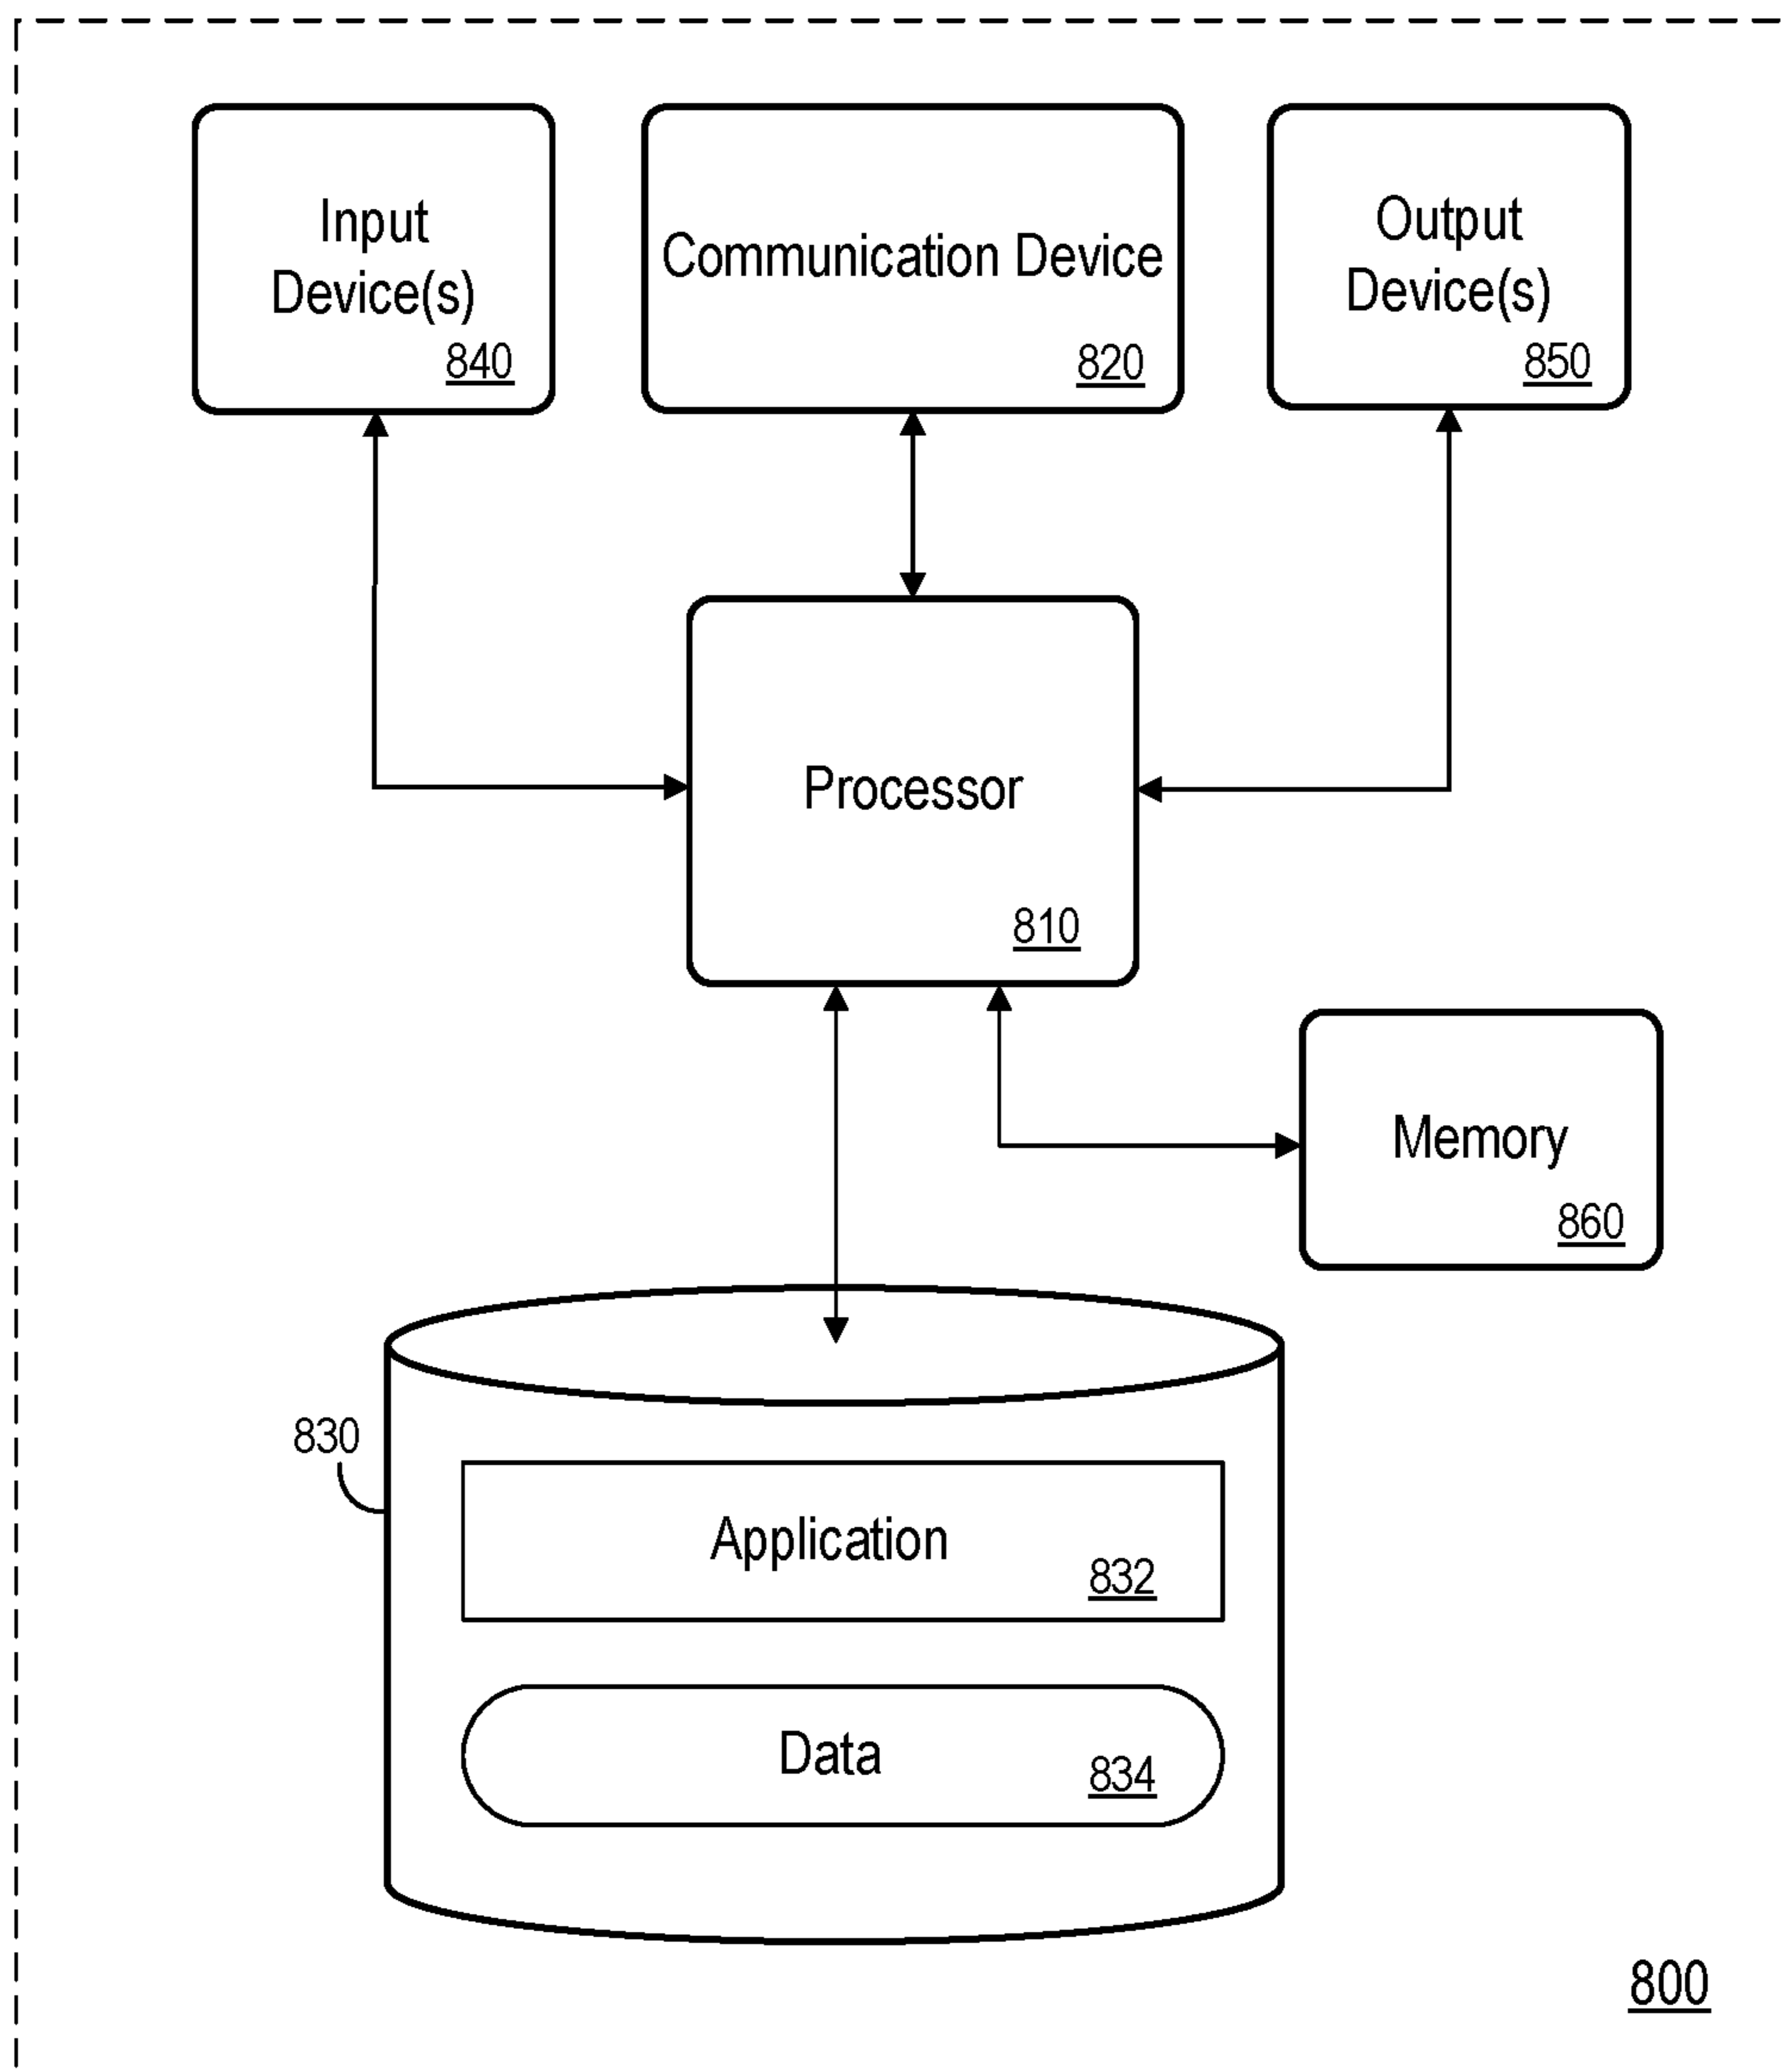 Input
Device(s)
840
Communication Device
820
Output
Device(s)
850
Processor
810
Memory
860
830
Application
832
Data
834
800